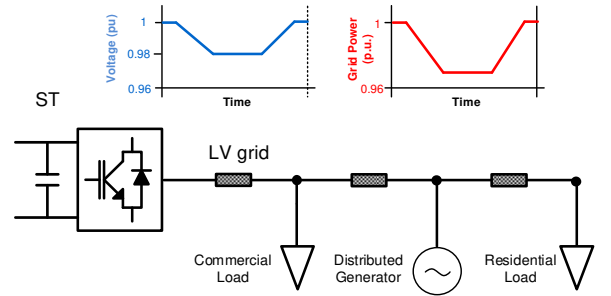 Voltage (pu)
1
0.98
0.96
Time
Grid Power
(p.u.)
1
0.96
Time
ST
LV grid
Commercial
Load
Distributed
Generator
Residential
Load